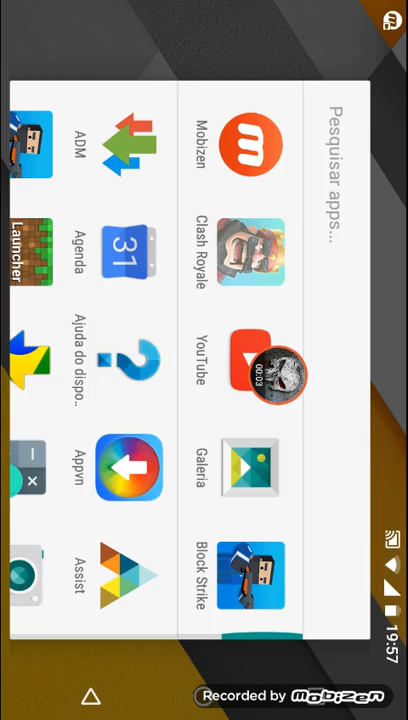 19:57
Pesquisar apps...
Mobizen
Clash Royale
YouTube
Galeria
Block Strike
00:03
ADM
Agenda
Ajuda do dispo..
Appvn
Assist
31
Launcher
Recorded by mobizen